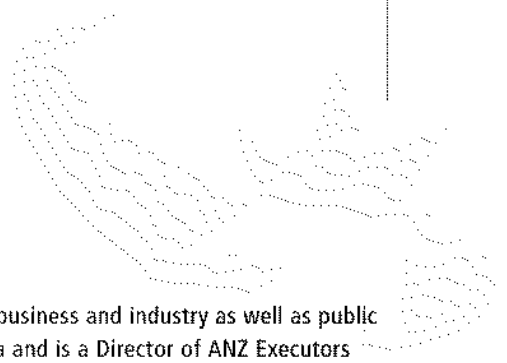 business and industry as well as public
and is a Director of ANZ Executors